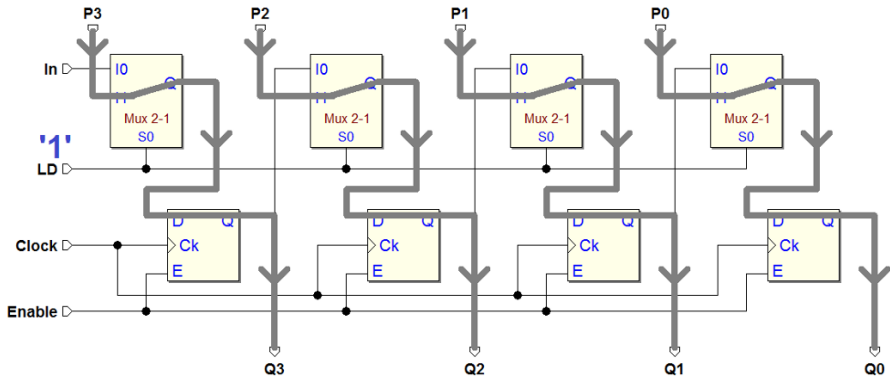 P3 P2 P1 P0
In I0 I0 I0 I0
I1 Q I1 Q I1 Q I1 Q
Mux 2-1 Mux 2-1 Mux 2-1 Mux 2-1
'1' S0 S0 S0 S0
LD
D Q D Q D Q D Q
Clock Ck Ck Ck Ck
E E E E
Enable
Q3 Q2 Q1 Q0